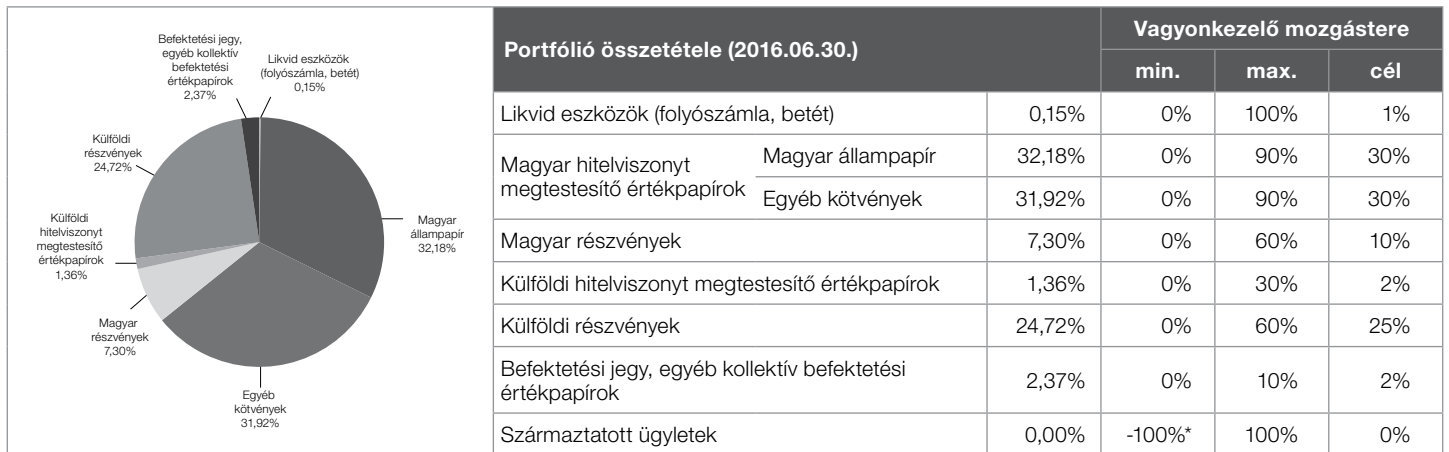 Befektetési jegy,
egyéb kollektív
befektetési
értékpapírok
2,37%
Likvid eszközök
(folyószámla, betét)
0,15%
Külföldi
részvények
24,72%
Külföldi
hitelviszonyt
megtestesítő
értékpapírok
1,36%
Magyar
állampapír
32,18%
Magyar
részvények
7,30%
Egyéb
kötvények
31,92%
Portfólió összetétele (2016.06.30.)
Vagyonkezelő mozgástere
min. max. cél
Likvid eszközök (folyószámla, betét) 0,15% 0% 100% 1%
Magyar hitelviszonyt
megtestesítő értékpapírok
Magyar állampapír 32,18% 0% 90% 30%
Egyéb kötvények 31,92% 0% 90% 30%
Magyar részvények 7,30% 0% 60% 10%
Külföldi hitelviszonyt megtestesítő értékpapírok 1,36% 0% 30% 2%
Külföldi részvények 24,72% 0% 60% 25%
Befektetési jegy, egyéb kollektív befektetési
értékpapírok 2,37% 0% 10% 2%
Származtatott ügyletek 0,00% -100%* 100% 0%